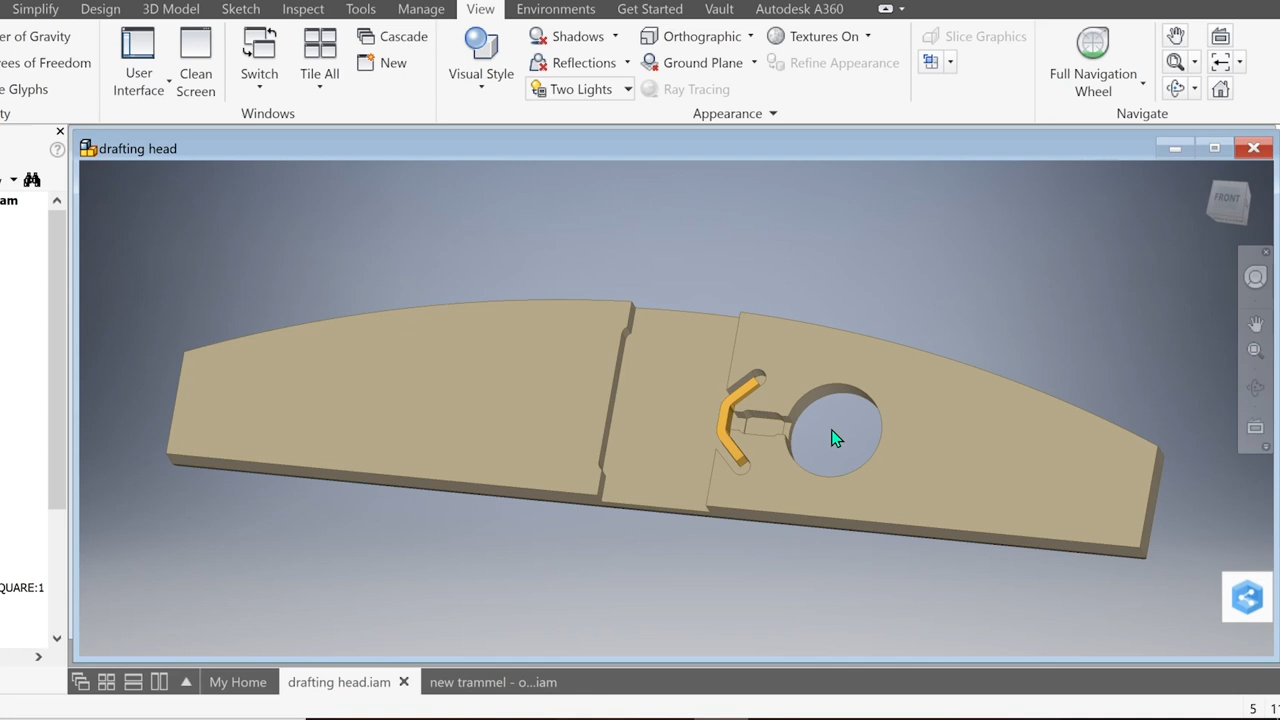 Simplify Design 3D Model Sketch Inspect Tools Manage View Environments Get Started Vault Autodesk A360
er of Gravity
ees of Freedom
e Glyphs
ty
User Interface
Clean Screen
Switch
Tile All
Cascade
New
Windows
Visual Style
Shadows
Reflections
Two Lights
Orthographic
Ground Plane
Ray Tracing
Textures On
Refine Appearance
Appearance
Slice Graphics
Full Navigation Wheel
Navigate
drafting head
am
FRONT
QUARE:1
My Home
drafting head.iam
new trammel - o...iam
5